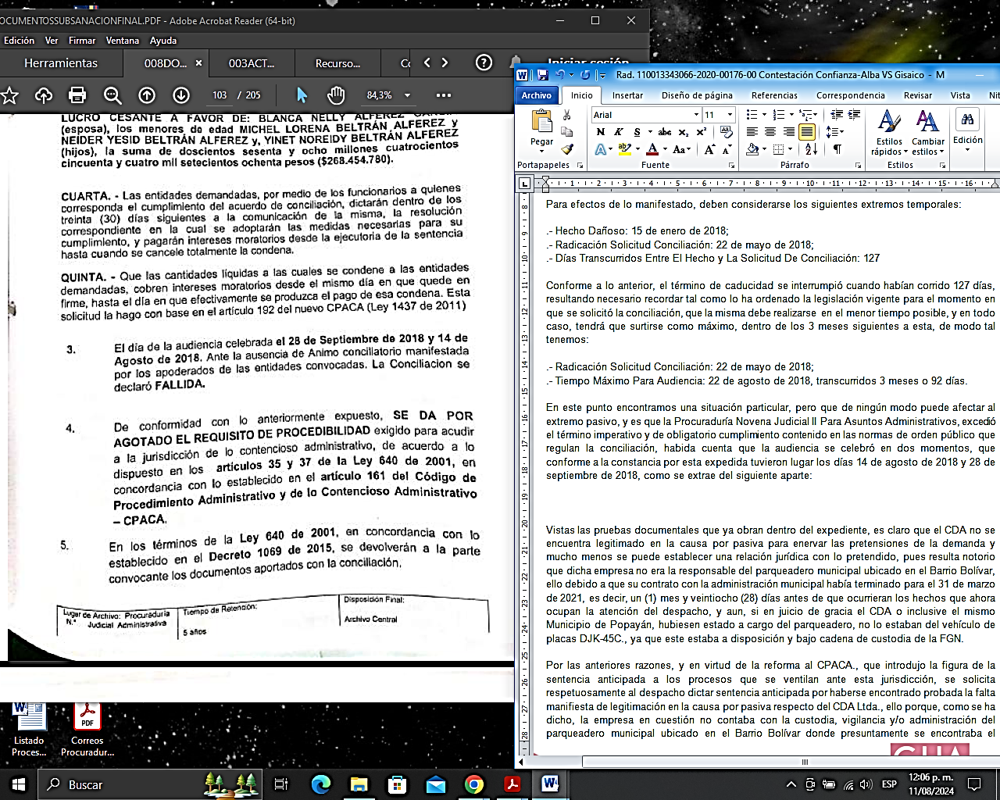 OCUMENTOSSUBSANACIONFINAL.PDF - Adobe Acrobat Reader (64-bit)
Edición Ver Firmar Ventana Ayuda
Herramientas 008DO... 003ACT... Recurso... Iniciar sesión
103 / 205 84,3%
LUCRO CESANTE A FAVOR DE: BLANCA NELLY ALFEREZ
(esposa), los menores de edad MICHEL LORENA BELTRÁN ALFEREZ y
NEIDER YESID BELTRÁN ALFEREZ y, YINET NOREIDY BELTRÁN ALFEREZ
(hijos), la suma de doscientos sesenta y ocho millones cuatrocientos
cincuenta y cuatro mil setecientos ochenta pesos ($268.454.780).
CUARTA. - Las entidades demandadas, por medio de los funcionarios a quienes
corresponda el cumplimiento del acuerdo de conciliación, dictarán dentro de los
treinta (30) días siguientes a la comunicación de la misma, la resolución
correspondiente en la cual se adoptarán las medidas necesarias para su
cumplimiento, y pagarán intereses moratorios desde la ejecutoria de la sentencia
hasta cuando se cancele totalmente la condena.
QUINTA. - Que las cantidades líquidas a las cuales se condene a las entidades
demandadas, cobren intereses moratorios desde el mismo día en que quede en
firme, hasta el día en que efectivamente se produzca el pago de esa condena. Esta
solicitud la hago con base en el artículo 192 del nuevo CPACA (Ley 1437 de 2011)
3. El día de la audiencia celebrada el 28 de Septiembre de 2018 y 14 de
Agosto de 2018. Ante la ausencia de Animo conciliatorio manifestada
por los apoderados de las entidades convocadas. La Conciliacion se
declaró FALLIDA.
4. De conformidad con lo anteriormente expuesto, SE DA POR
AGOTADO EL REQUISITO DE PROCEDIBILIDAD exigido para acudir
a la jurisdicción de lo contencioso administrativo, de acuerdo a lo
dispuesto en los artículos 35 y 37 de la Ley 640 de 2001, en
concordancia con lo establecido en el artículo 161 del Código de
Procedimiento Administrativo y de lo Contencioso Administrativo
– CPACA.
5. En los términos de la Ley 640 de 2001, en concordancia con lo
establecido en el Decreto 1069 de 2015, se devolverán a la parte
convocante los documentos aportados con la conciliación.
Lugar de Archivo: Procuraduría
N.° Judicial Administrativa
Tiempo de Retención:
5 años
Disposición Final:
Archivo Central
Rad. 110013343066-2020-00176-00 Contestación Confianza-Alba VS Gisaico - M
Archivo Inicio Insertar Diseño de página Referencias Correspondencia Revisar Vista Nit
Pegar
Portapapeles
Arial 11
N K S abc x₂ x²
Fuente
Párrafo
Estilos rápidos
Cambiar estilos
Estilos
Edición
1 2 3 4 5 6 7 8 9 10 11 12 13 14 15 16
Para efectos de lo manifestado, deben considerarse los siguientes extremos temporales:
.- Hecho Dañoso: 15 de enero de 2018;
.- Radicación Solicitud Conciliación: 22 de mayo de 2018;
.- Días Transcurridos Entre El Hecho y La Solicitud De Conciliación: 127
Conforme a lo anterior, el término de caducidad se interrumpió cuando habían corrido 127 días,
resultando necesario recordar tal como lo ha ordenado la legislación vigente para el momento en
que se solicitó la conciliación, que la misma debe realizarse en el menor tiempo posible, y en todo
caso, tendrá que surtirse como máximo, dentro de los 3 meses siguientes a esta, de modo tal
tenemos:
.- Radicación Solicitud Conciliación: 22 de mayo de 2018;
.- Tiempo Máximo Para Audiencia: 22 de agosto de 2018, transcurridos 3 meses o 92 días.
En este punto encontramos una situación particular, pero que de ningún modo puede afectar al
extremo pasivo, y es que la Procuraduría Novena Judicial II Para Asuntos Administrativos, excedió
el término imperativo y de obligatorio cumplimiento contenido en las normas de orden público que
regulan la conciliación, habida cuenta que la audiencia se celebró en dos momentos, que
conforme a la constancia por esta expedida tuvieron lugar los días 14 de agosto de 2018 y 28 de
septiembre de 2018, como se extrae del siguiente aparte:
Vistas las pruebas documentales que ya obran dentro del expediente, es claro que el CDA no se
encuentra legitimado en la causa por pasiva para enervar las pretensiones de la demanda y
mucho menos se puede establecer una relación jurídica con lo pretendido, pues resulta notorio
que dicha empresa no era la responsable del parqueadero municipal ubicado en el Barrio Bolívar,
ello debido a que su contrato con la administración municipal había terminado para el 31 de marzo
de 2021, es decir, un (1) mes y veintiocho (28) días antes de que ocurrieran los hechos que ahora
ocupan la atención del despacho, y aun, si en juicio de gracia el CDA o inclusive el mismo
Municipio de Popayán, hubiesen estado a cargo del parqueadero, no lo estaban del vehículo de
placas DJK-45C., ya que este estaba a disposición y bajo cadena de custodia de la FGN.
Por las anteriores razones, y en virtud de la reforma al CPACA., que introdujo la figura de la
sentencia anticipada a los procesos que se ventilan ante esta jurisdicción, se solicita
respetuosamente al despacho dictar sentencia anticipada por haberse encontrado probada la falta
manifiesta de legitimación en la causa por pasiva respecto del CDA Ltda., ello porque, como se ha
dicho, la empresa en cuestión no contaba con la custodia, vigilancia y/o administración del
parqueadero municipal ubicado en el Barrio Bolívar donde presuntamente se encontraba el
GHA
Listado Proces...
Correos Procuradur...
Buscar
ESP
12:06 p. m.
11/08/2024